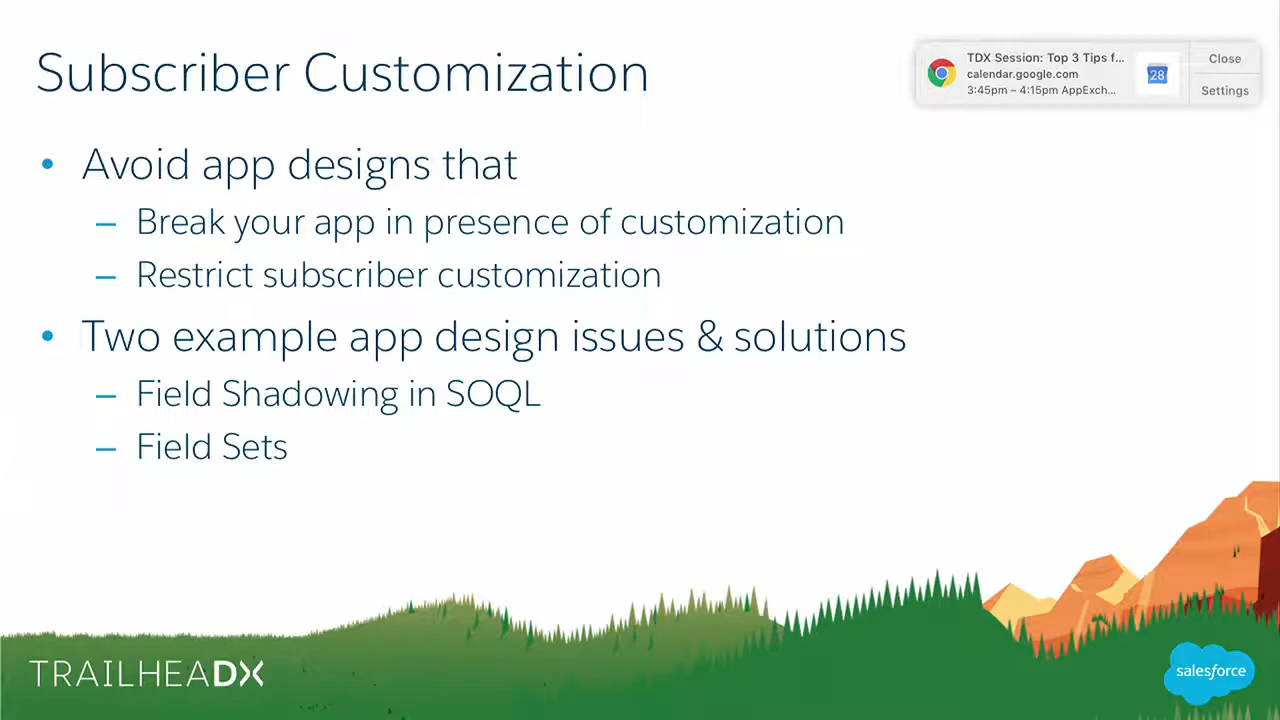 Subscriber Customization
TDX Session: Top 3 Tips f...
calendar.google.com
3:45pm – 4:15pm AppExch...
28
Close
Settings
• Avoid app designs that
– Break your app in presence of customization
– Restrict subscriber customization
• Two example app design issues & solutions
– Field Shadowing in SOQL
– Field Sets
TRAILHEADX
salesforce